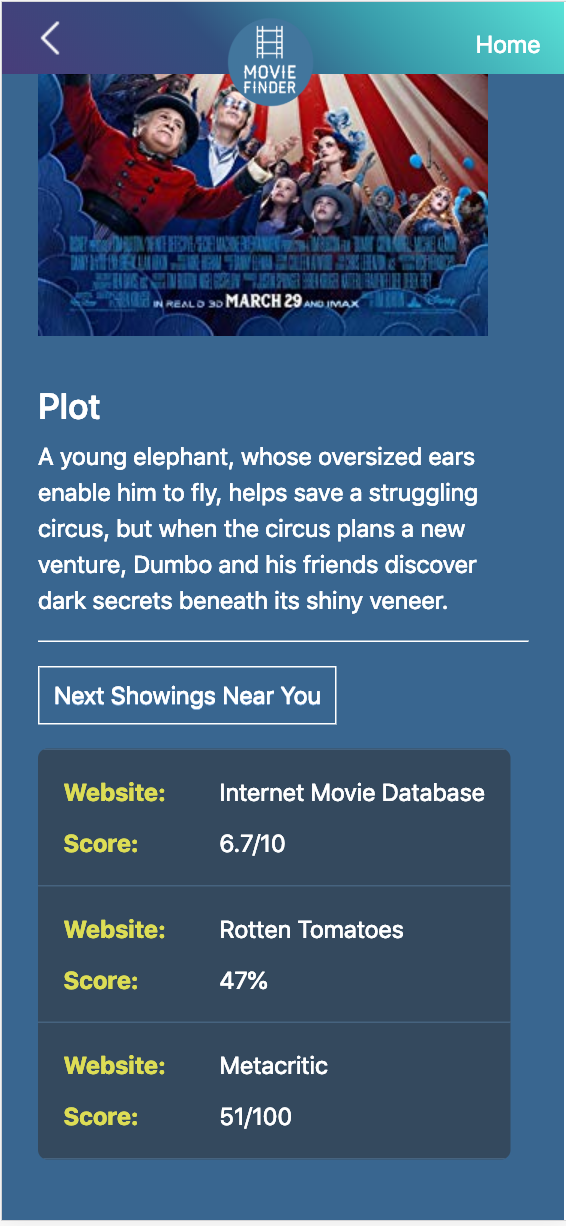 Home
MOVIE
FINDER
IN REAL D 3D MARCH 29 AND IMAX
Disney
Plot
A young elephant, whose oversized ears
enable him to fly, helps save a struggling
circus, but when the circus plans a new
venture, Dumbo and his friends discover
dark secrets beneath its shiny veneer.
Next Showings Near You
Website: Internet Movie Database
Score: 6.7/10
Website: Rotten Tomatoes
Score: 47%
Website: Metacritic
Score: 51/100